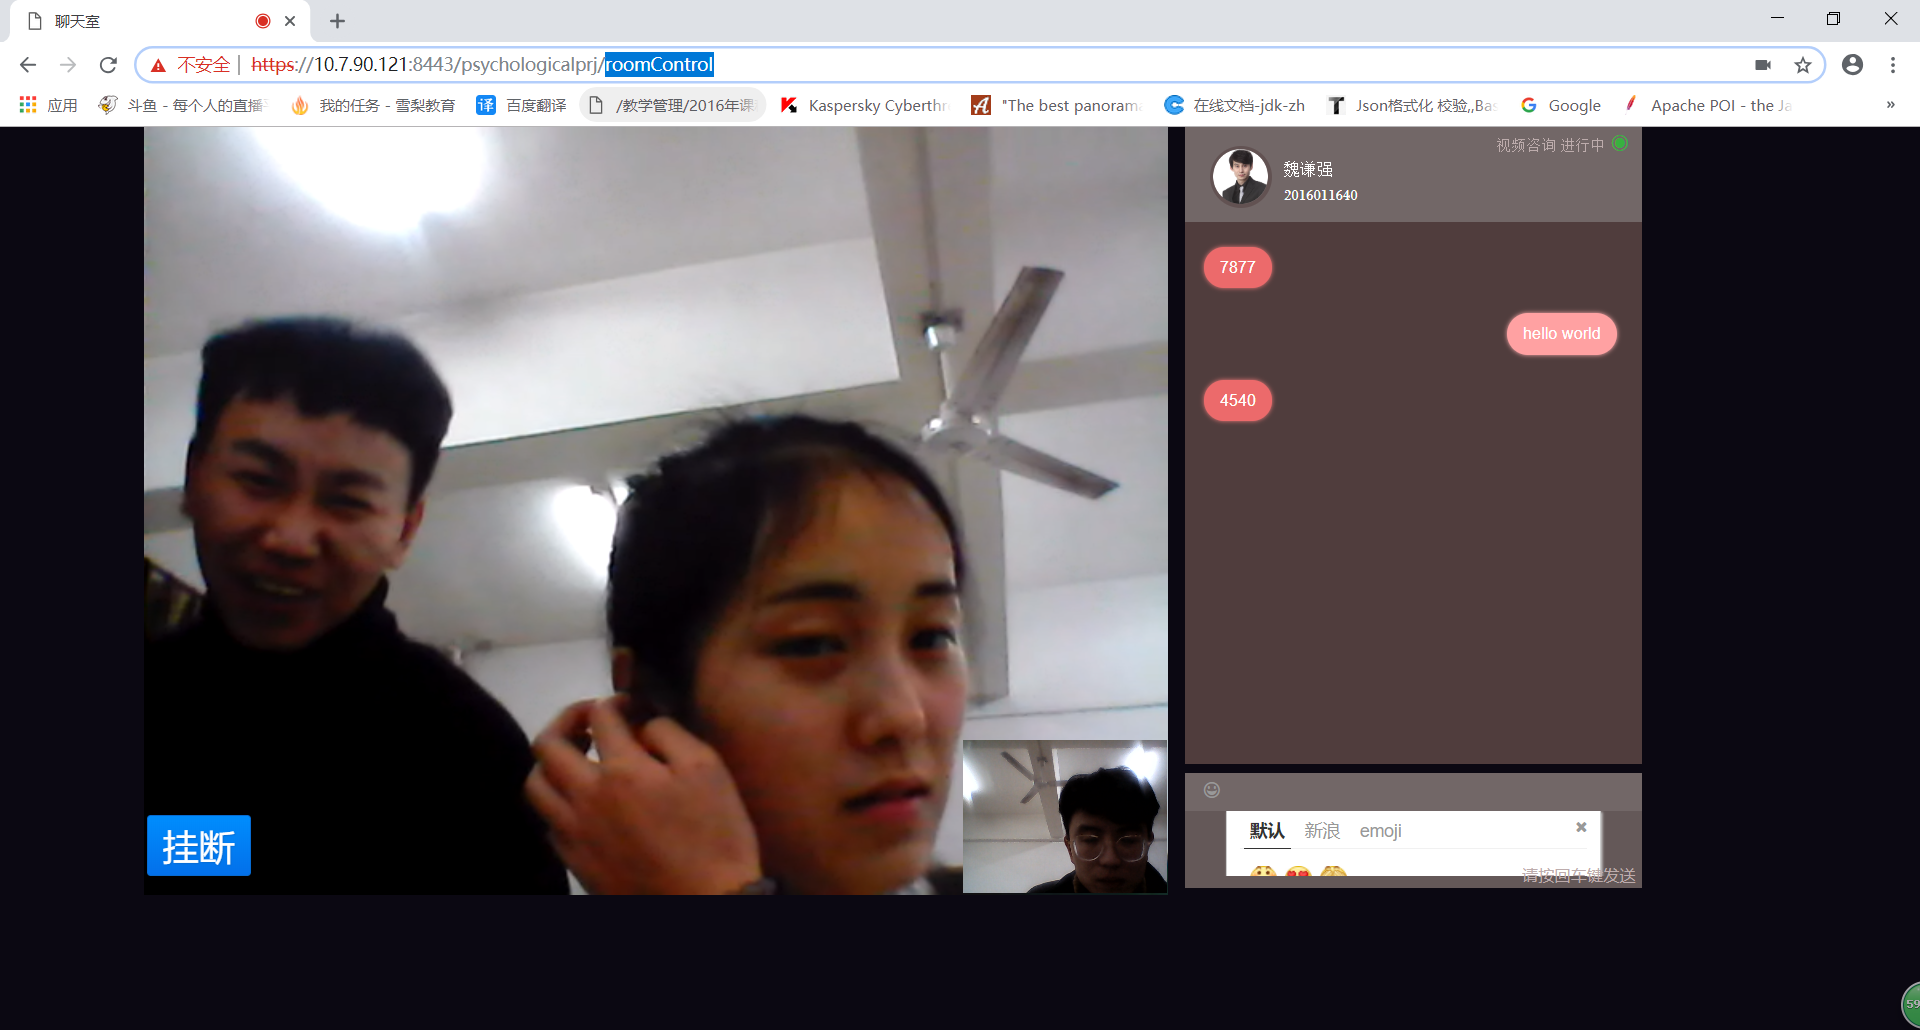 聊天室
不安全 | https://10.7.90.121:8443/psychologicalprj/roomControl
应用
斗鱼 - 每个人的直播
我的任务 - 雪梨教育
译 百度翻译
/教学管理/2016年课
Kaspersky Cyberthr
"The best panorama
在线文档-jdk-zh
T Json格式化 校验,,Bas
G Google
Apache POI - the Ja
»
视频咨询 进行中
魏谦强
2016011640
7877
hello world
4540
挂断
默认 新浪 emoji
请按回车键发送
59